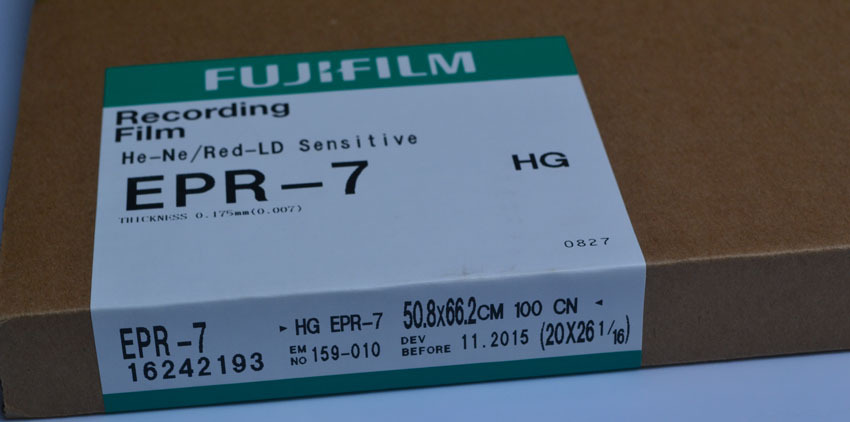 FUJIFILM
Recording
Film
He-Ne/Red-LD Sensitive
EPR-7
HG
THICKNESS 0.175mm(0.007)
0827
EPR-7
16242193
▸ HG EPR-7 50.8x66.2CM 100 CN ◂
EM NO 159-010 DEV BEFORE 11.2015 (20X26 1/16)